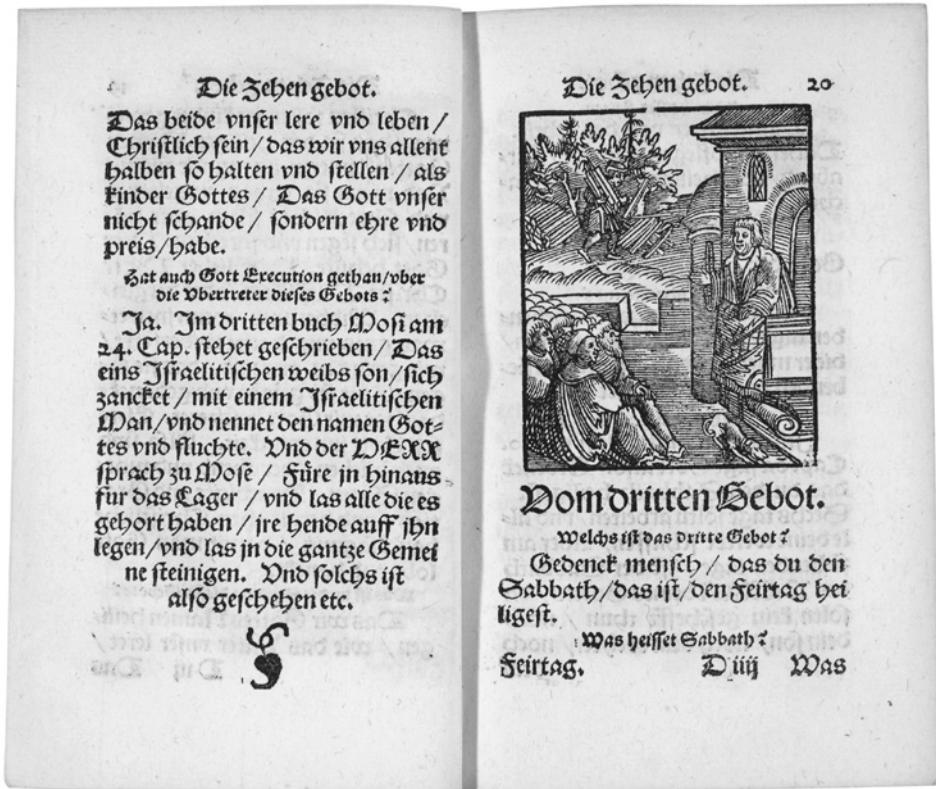 Die Zehen gebot.
Das beide vnser lere vnd leben /
Christlich sein / das wir vns allent
halben so halten vnd stellen / als
kinder Gottes / Das Gott vnser
nicht schande / sondern ehre vnd
preis / habe.
Hat auch Gott Execution gethan / vber
die Vbertreter dieses Gebots?
Ja. Im dritten buch Mosi am
24. Cap. stehet geschrieben / Das
eins Israelitischen weibs son / sich
zancket / mit einem Israelitischen
Man / vnd nennet den namen Got-
tes vnd fluchte. Vnd der HERR
sprach zu Mose / Füre jn hinaus
fur das Lager / vnd las alle die es
gehort haben / jre hende auff ihn
legen / vnd las jn die gantze Gemei
ne steinigen. Vnd solchs ist
also geschehen etc.
Die Zehen gebot. 20
Vom dritten Gebot.
Welchs ist das dritte Gebot?
Gedenck mensch / das du den
Sabbath / das ist / den Feirtag hei
ligest.
Was heisset Sabbath?
Feirtag. D iiij Was